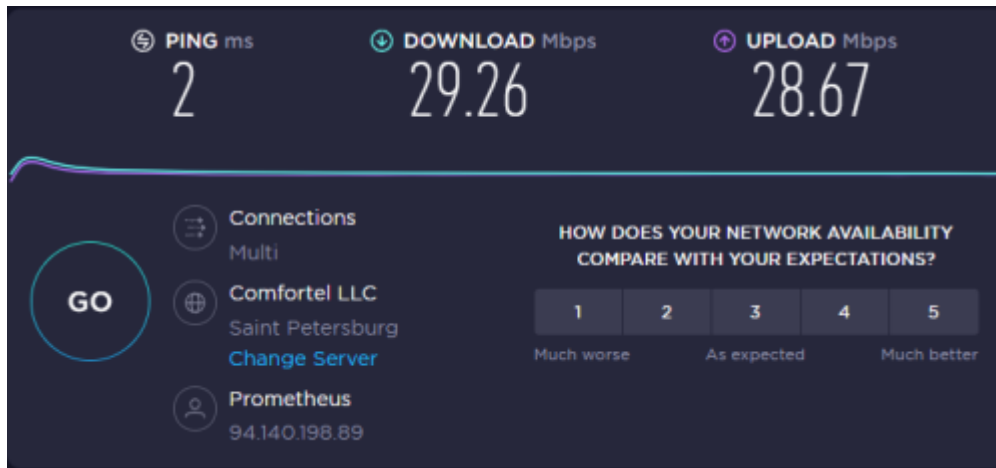 PING ms
2
DOWNLOAD Mbps
29.26
UPLOAD Mbps
28.67
GO
Connections
Multi
Comfortel LLC
Saint Petersburg
Change Server
Prometheus
94.140.198.89
HOW DOES YOUR NETWORK AVAILABILITY
COMPARE WITH YOUR EXPECTATIONS?
1 2 3 4 5
Much worse As expected Much better